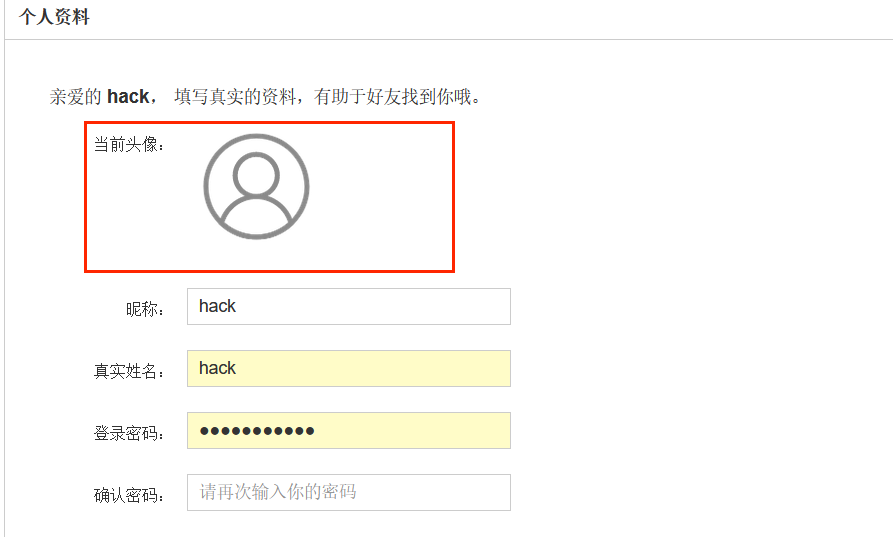 个人资料
亲爱的 hack， 填写真实的资料，有助于好友找到你哦。
当前头像：
昵称： hack
真实姓名： hack
登录密码： ●●●●●●●●●●●
确认密码： 请再次输入你的密码